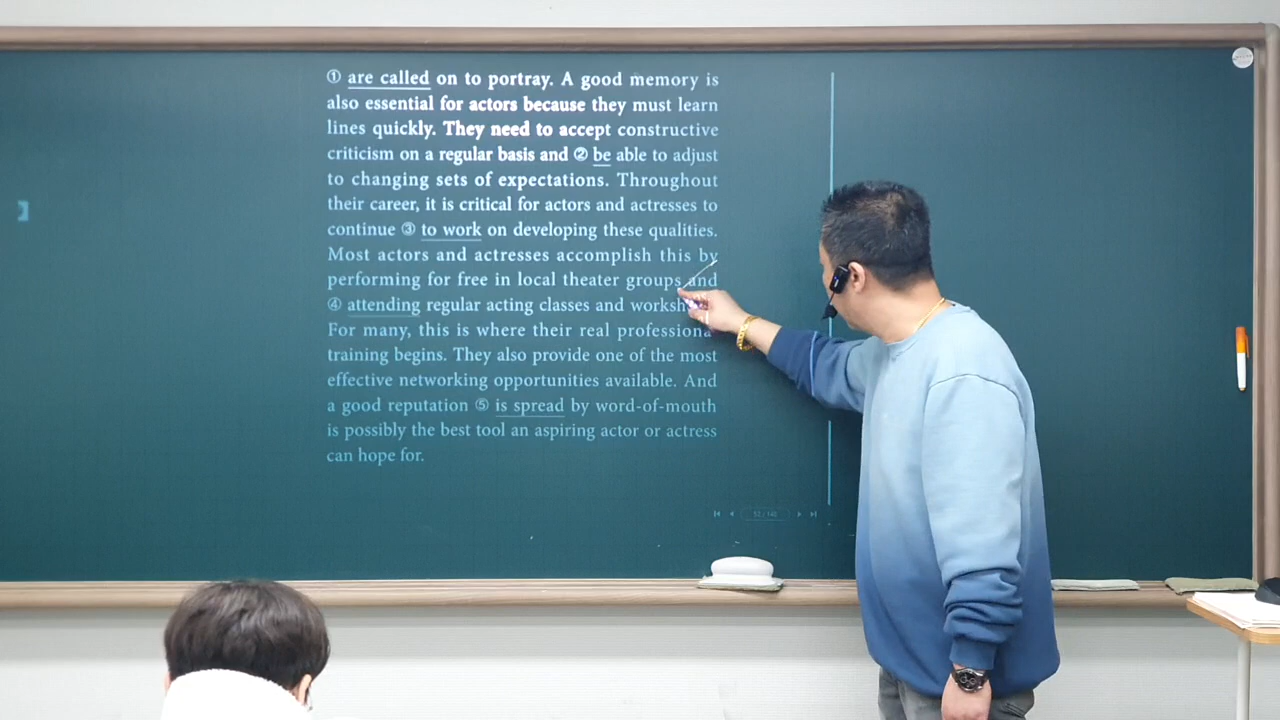 ① are called on to portray. A good memory is
also essential for actors because they must learn
lines quickly. They need to accept constructive
criticism on a regular basis and ② be able to adjust
to changing sets of expectations. Throughout
their career, it is critical for actors and actresses to
continue ③ to work on developing these qualities.
Most actors and actresses accomplish this by
performing for free in local theater groups and
④ attending regular acting classes and worksh
For many, this is where their real professiona
training begins. They also provide one of the most
effective networking opportunities available. And
a good reputation ⑤ is spread by word-of-mouth
is possibly the best tool an aspiring actor or actress
can hope for.